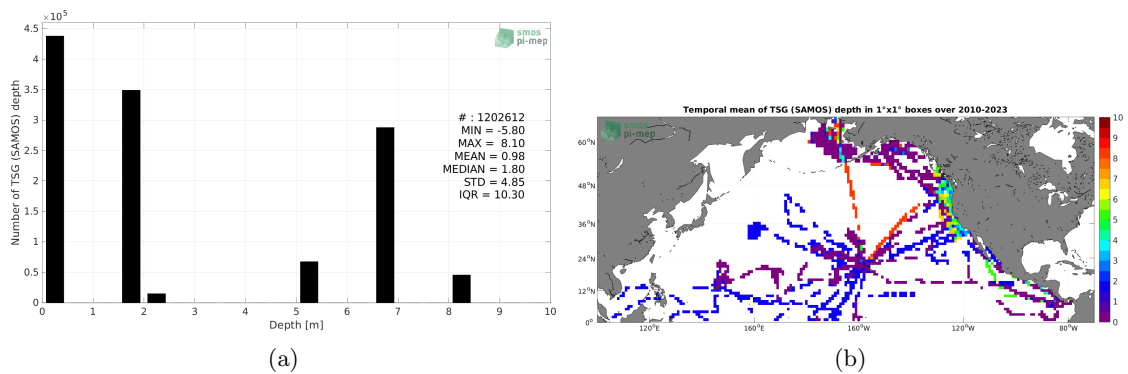 ×10⁵
4.5
4
3.5
3
2.5
2
1.5
1
0.5
0
Number of TSG (SAMOS) depth
smos
pi-mep
# : 1202612
MIN = -5.80
MAX = 8.10
MEAN = 0.98
MEDIAN = 1.80
STD = 4.85
IQR = 10.30
0 1 2 3 4 5 6 7 8 9 10
Depth [m]
(a)
Temporal mean of TSG (SAMOS) depth in 1°x1° boxes over 2010-2023
smos
pi-mep
60°N
48°N
36°N
24°N
12°N
0°
120°E 160°E 160°W 120°W 80°W
10
9
8
7
6
5
4
3
2
1
0
(b)